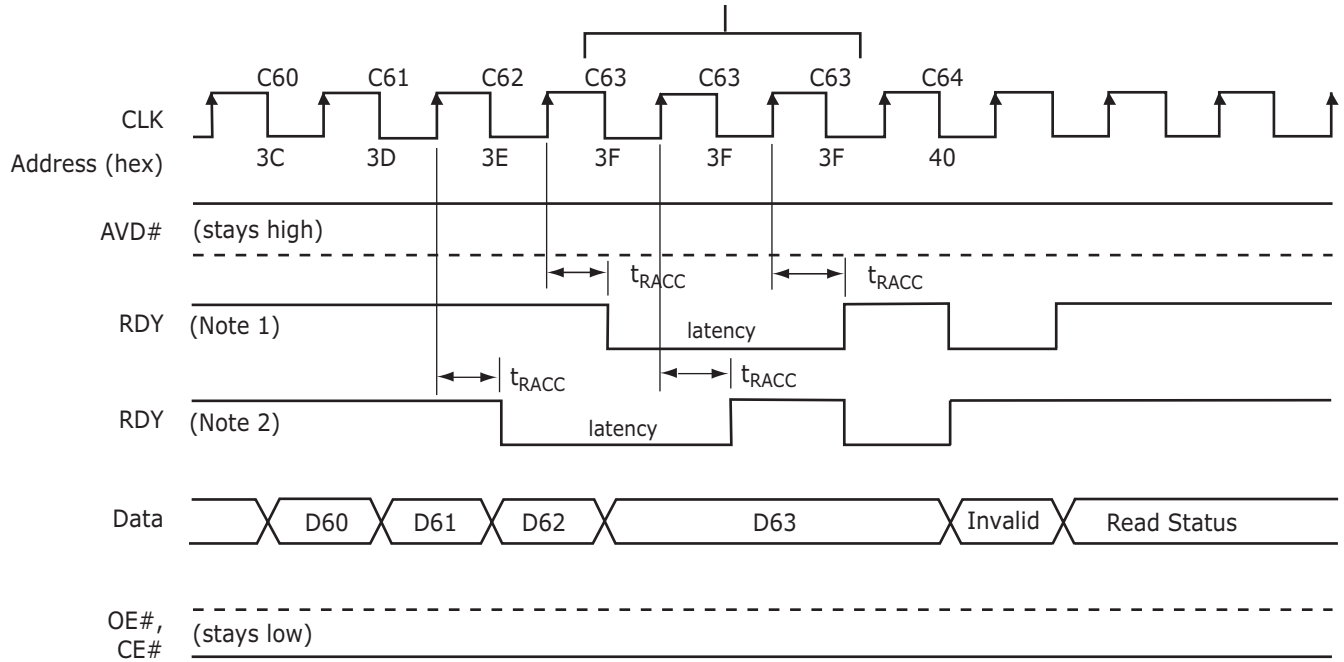 C60 C61 C62 C63 C63 C63 C64
CLK
Address (hex) 3C 3D 3E 3F 3F 3F 40
AVD# (stays high)
tRACC tRACC
RDY (Note 1) latency
tRACC tRACC
RDY (Note 2) latency
Data D60 D61 D62 D63 Invalid Read Status
OE#,
CE# (stays low)